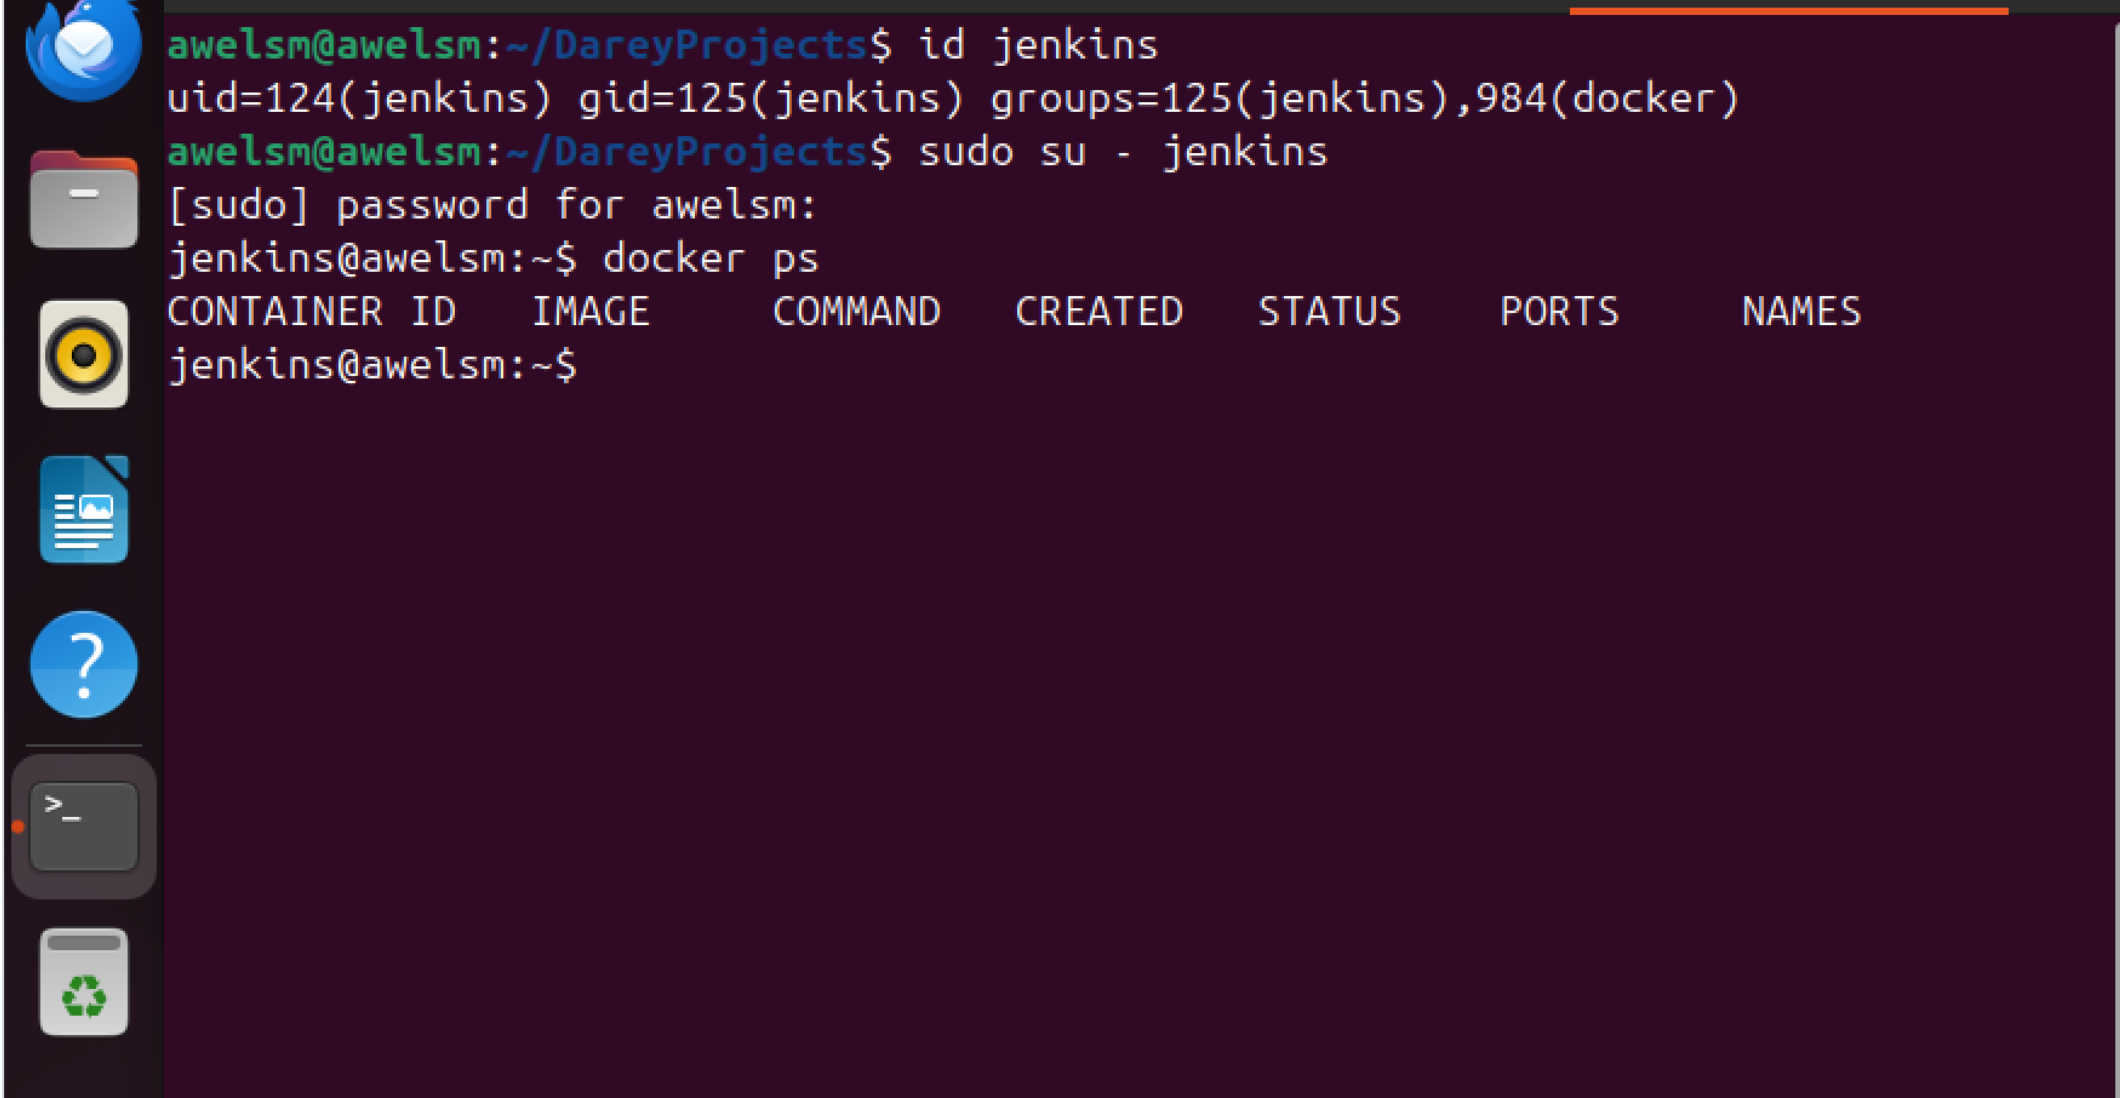 awelsm@awelsm:~/DareyProjects$ id jenkins
uid=124(jenkins) gid=125(jenkins) groups=125(jenkins),984(docker)
awelsm@awelsm:~/DareyProjects$ sudo su - jenkins
[sudo] password for awelsm:
jenkins@awelsm:~$ docker ps
CONTAINER ID   IMAGE     COMMAND   CREATED   STATUS    PORTS     NAMES
jenkins@awelsm:~$